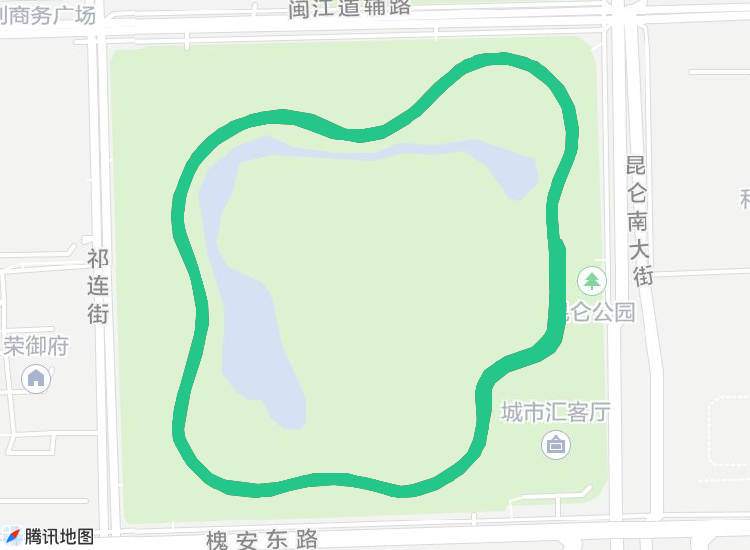 创商务广场
闽江道辅路
昆仑南大街
祁连街
昆仑公园
荣御府
城市汇客厅
槐安东路
腾讯地图